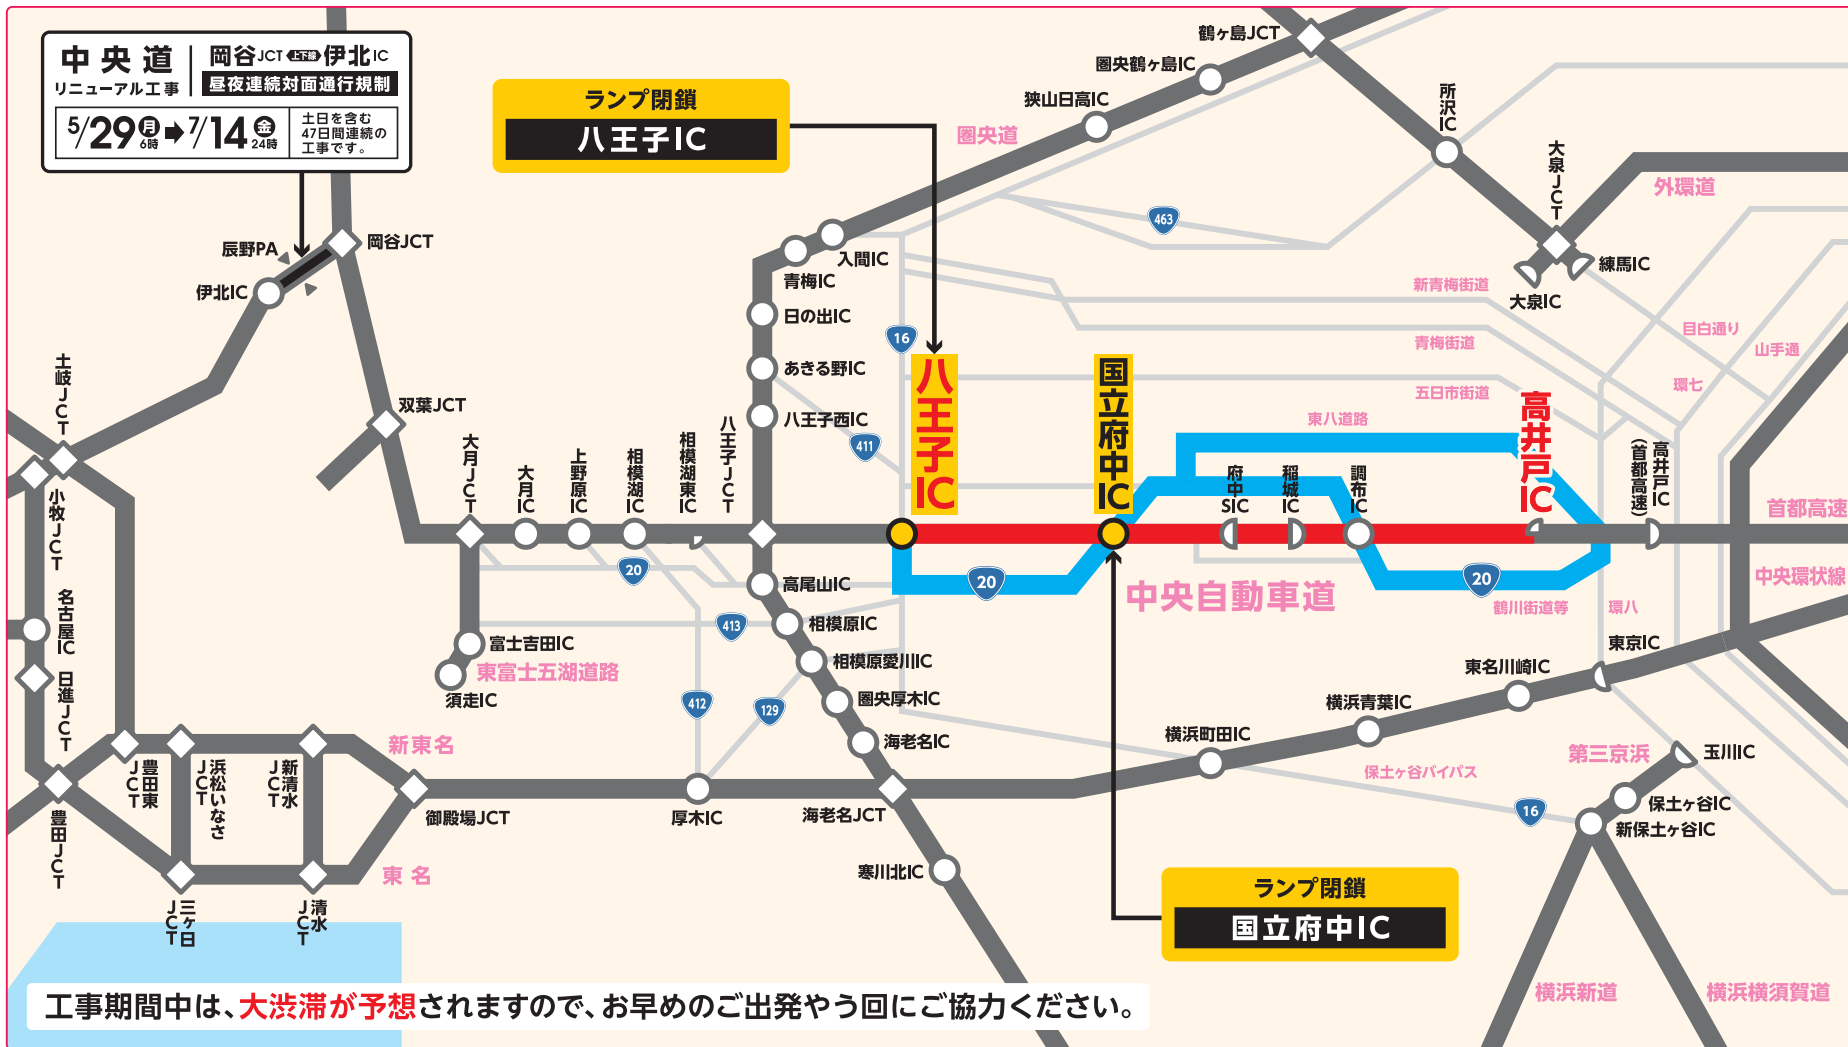 中央道
リニューアル工事
岡谷JCT 上下線 伊北IC
昼夜連続対面通行規制
5/29 月 6時 ➡ 7/14 金 24時
土日を含む
47日間連続の
工事です。
ランプ閉鎖
八王子IC
鶴ヶ島JCT
圏央鶴ヶ島IC
狭山日高IC
圏央道
所沢IC
大泉JCT
外環道
463
辰野PA
岡谷JCT
伊北IC
入間IC
青梅IC
日の出IC
あきる野IC
八王子西IC
練馬IC
大泉IC
新青梅街道
青梅街道
五日市街道
東八道路
目白通り
山手通
環七
16
411
土岐JCT
双葉JCT
大月JCT
大月IC
上野原IC
相模湖IC
相模湖東IC
八王子JCT
八王子IC
国立府中IC
府中SIC
稲城IC
調布IC
高井戸IC
高井戸IC
(首都高速)
首都高速
中央環状線
小牧JCT
名古屋IC
日進JCT
20
20
20
高尾山IC
中央自動車道
鶴川街道等
環八
413
相模原IC
富士吉田IC
東富士五湖道路
須走IC
相模原愛川IC
412
129
圏央厚木IC
海老名IC
東京IC
東名川崎IC
横浜青葉IC
横浜町田IC
第三京浜
玉川IC
保土ヶ谷バイパス
16
保土ヶ谷IC
新保土ヶ谷IC
新東名
豊田東JCT
浜松いなさJCT
新清水JCT
豊田JCT
御殿場JCT
厚木IC
海老名JCT
寒川北IC
東名
三ヶ日JCT
清水JCT
ランプ閉鎖
国立府中IC
横浜新道
横浜横須賀道
工事期間中は、大渋滞が予想されますので、お早めのご出発やう回にご協力ください。